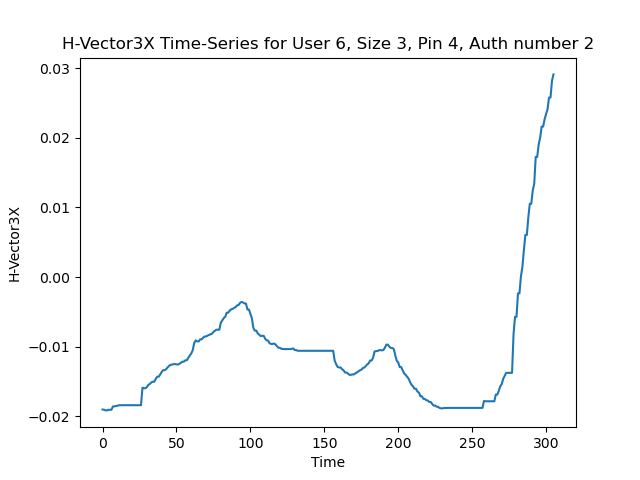 H-Vector3X Time-Series for User 6, Size 3, Pin 4, Auth number 2
0.03
0.02
0.01
0.00
−0.01
−0.02
H-Vector3X
0 50 100 150 200 250 300
Time